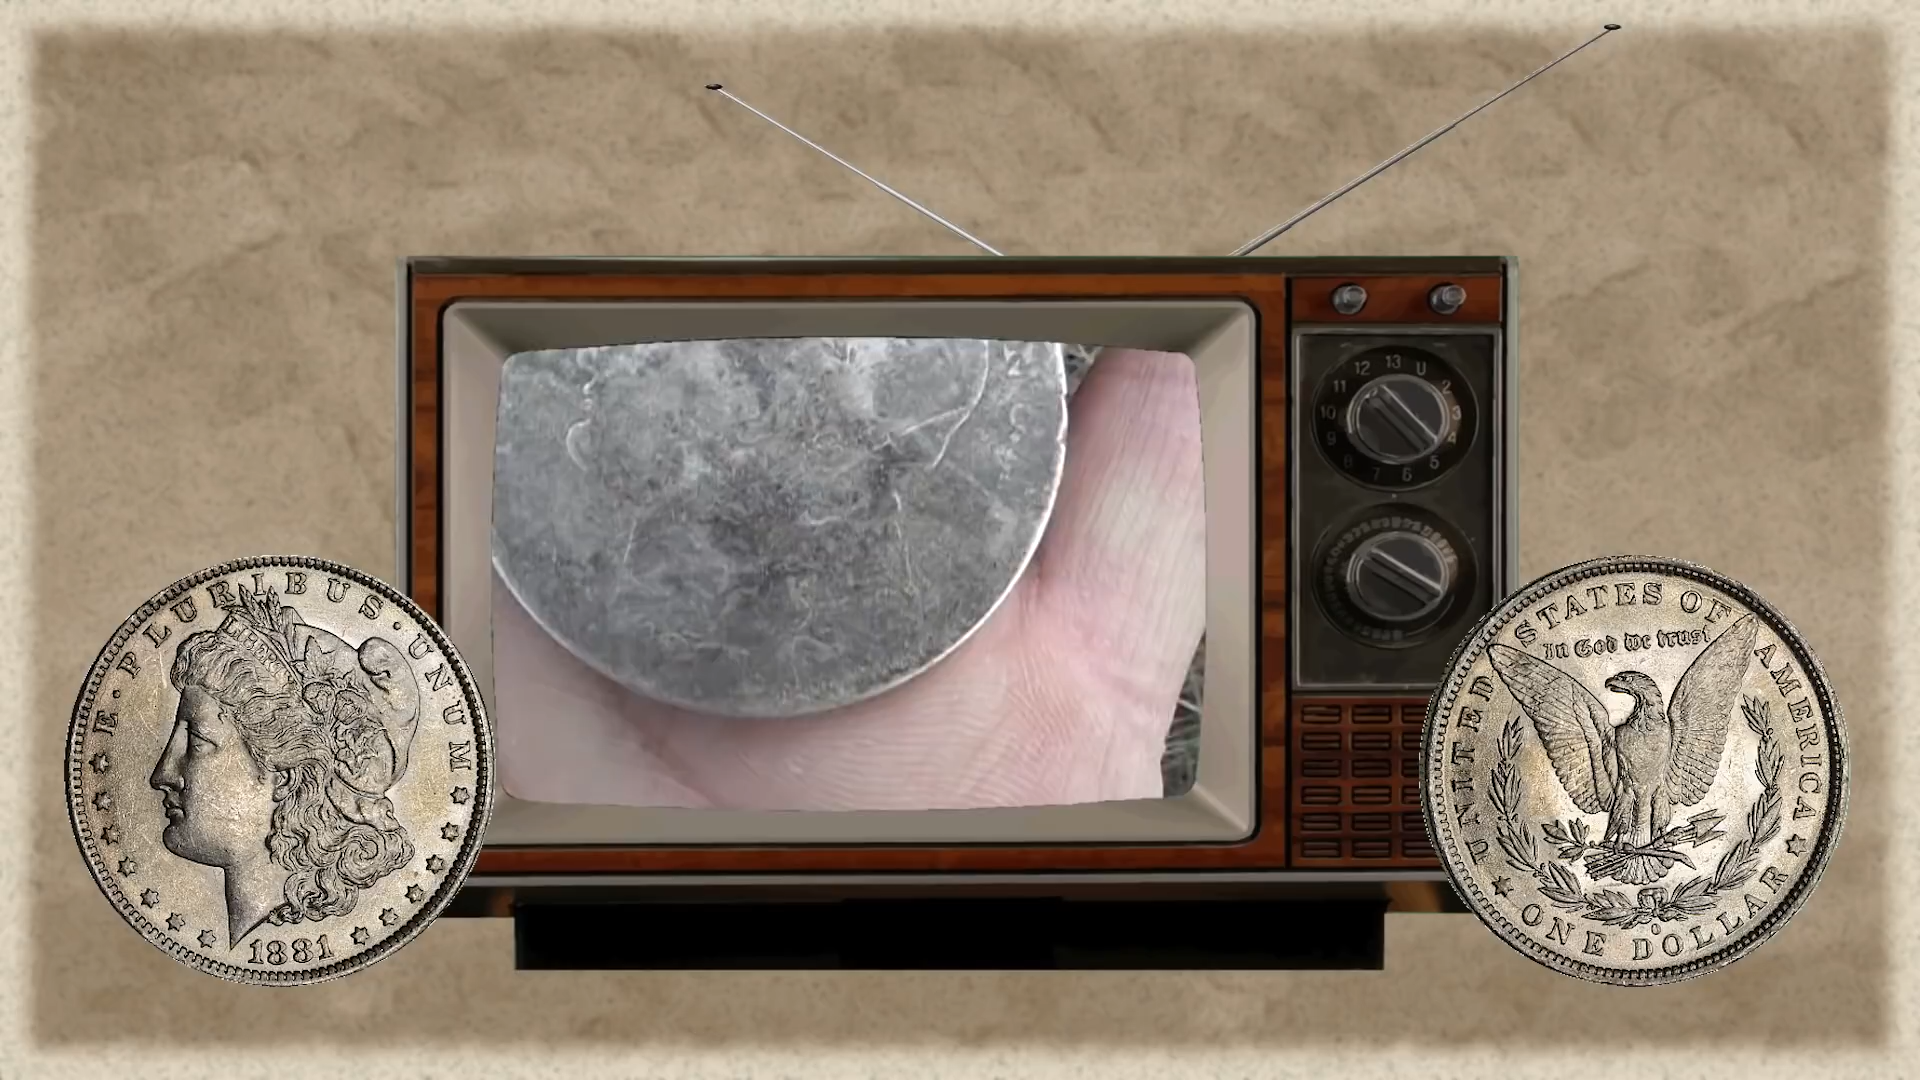 E·PLURIBUS·UNUM
LIBERTY
1881
UNITED STATES OF AMERICA
In God we trust
ONE DOLLAR
O
12 13 U 2 3 4 5 6 7 8 9 10 11